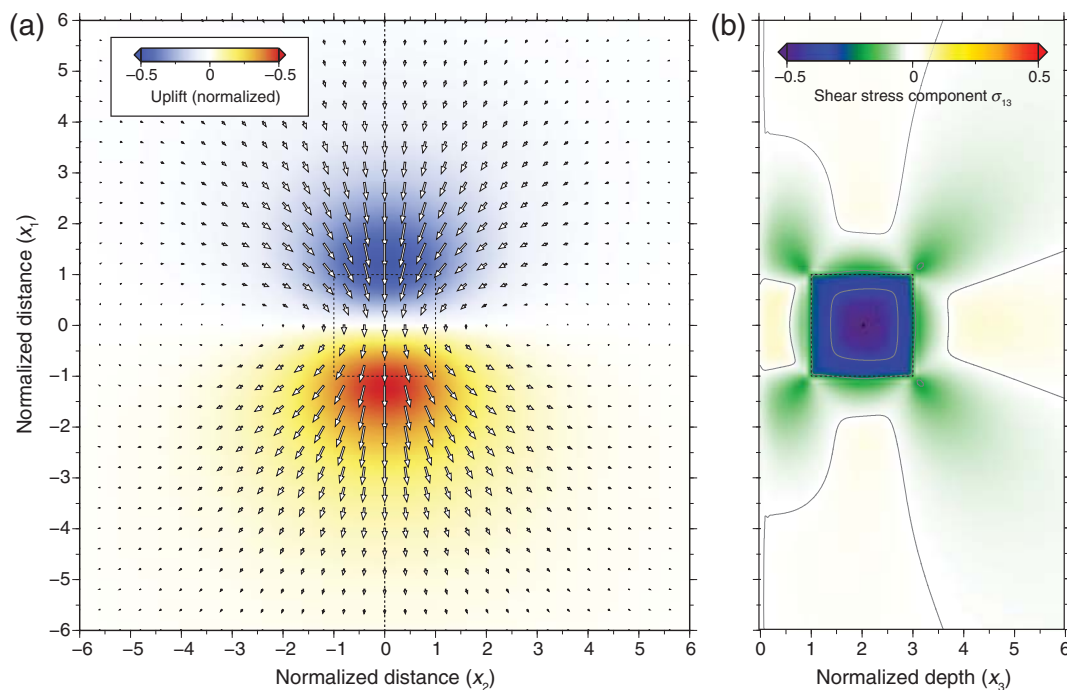 (a)
−0.5 0 −0.5
Uplift (normalized)
6
5
4
3
2
1
0
−1
−2
−3
−4
−5
−6
Normalized distance (x1)
−6 −5 −4 −3 −2 −1 0 1 2 3 4 5 6
Normalized distance (x2)
(b)
−0.5 0 0.5
Shear stress component σ13
0 1 2 3 4 5 6
Normalized depth (x3)